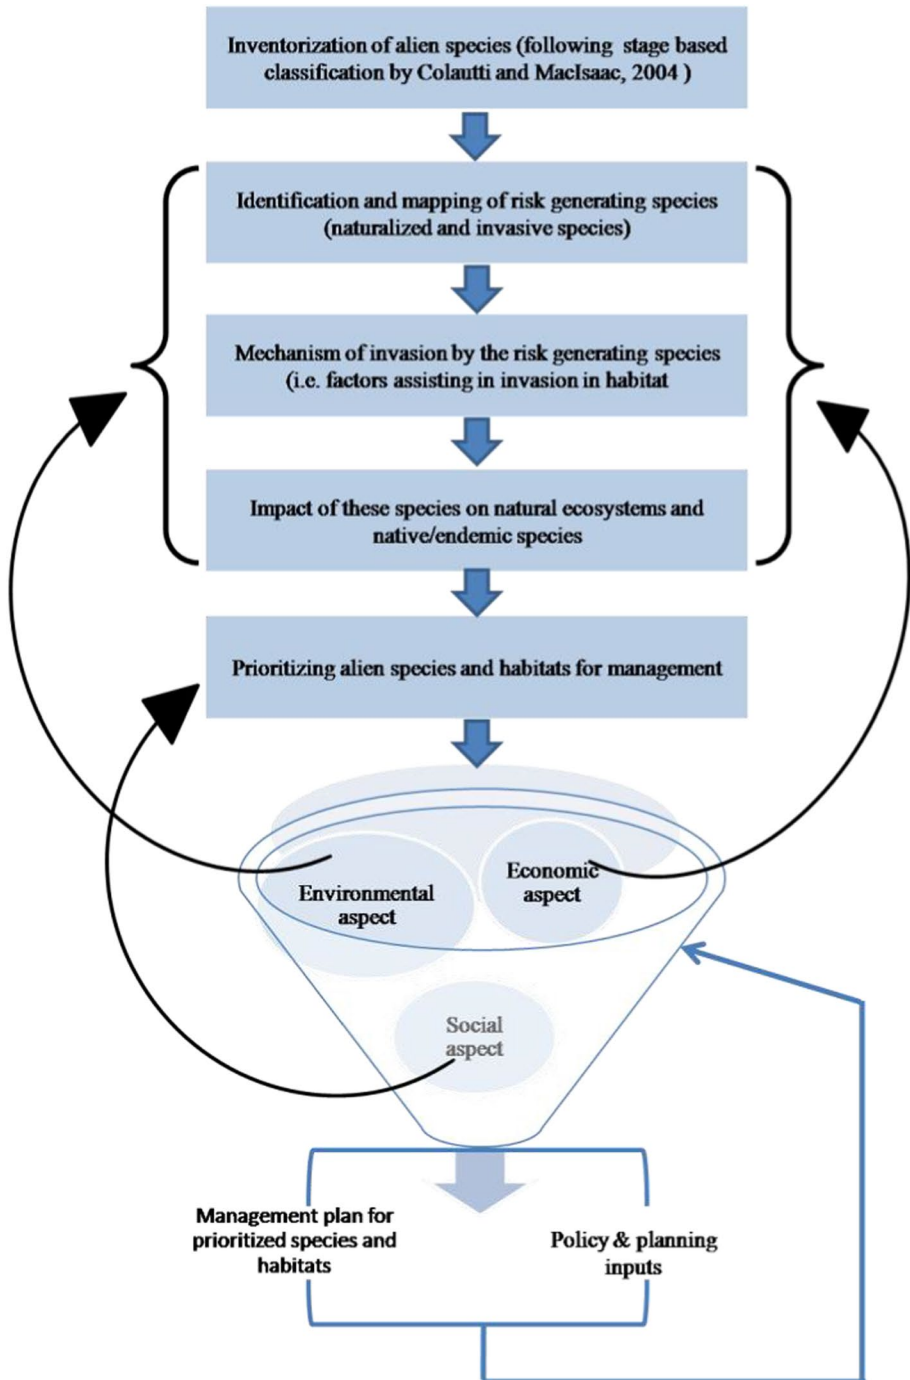 Inventorization of alien species (following stage based
classification by Colautti and MacIsaac, 2004 )
Identification and mapping of risk generating species
(naturalized and invasive species)
Mechanism of invasion by the risk generating species
(i.e. factors assisting in invasion in habitat
Impact of these species on natural ecosystems and
native/endemic species
Prioritizing alien species and habitats for management
Environmental
aspect
Economic
aspect
Social
aspect
Management plan for
prioritized species and
habitats
Policy & planning
inputs